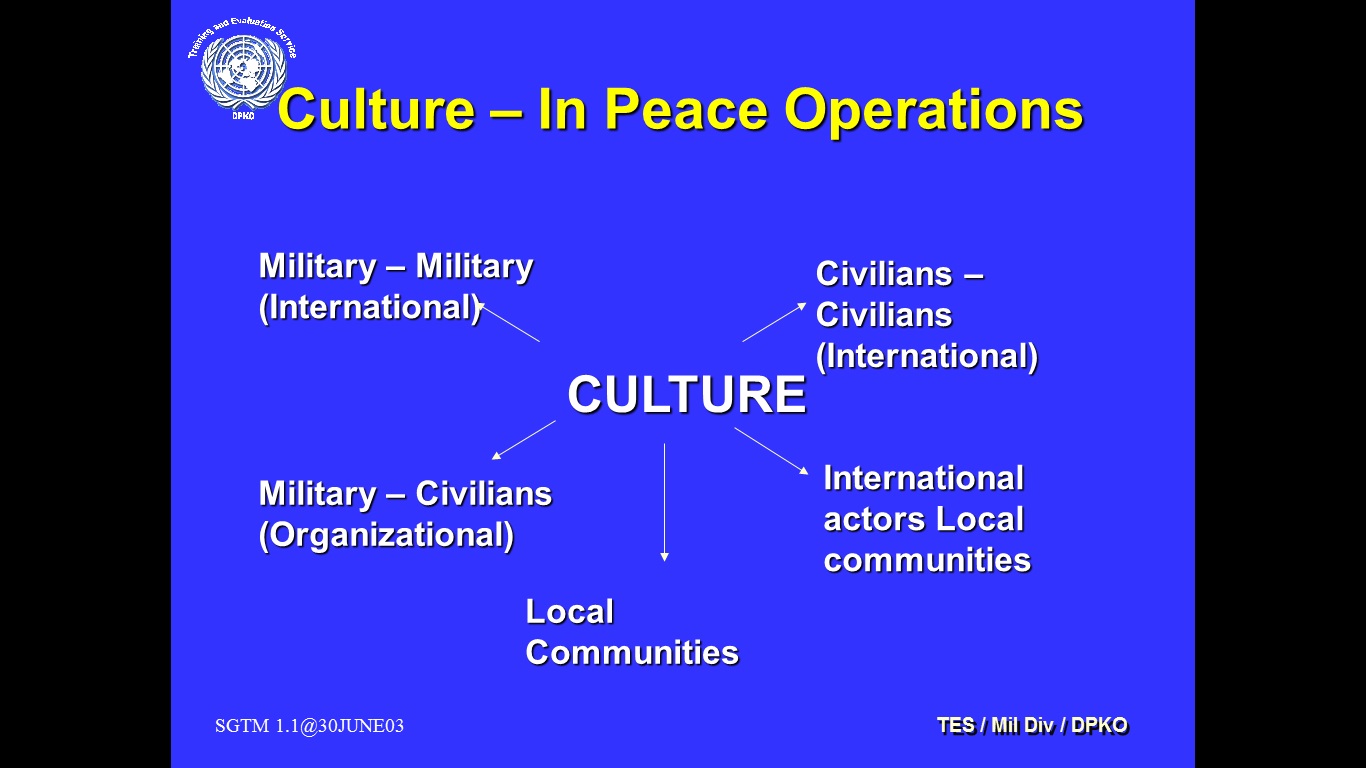 Training and Evaluation Service
DPKO
Culture – In Peace Operations
Military – Military
(International)
Civilians –
Civilians
(International)
CULTURE
Military – Civilians
(Organizational)
International
actors Local
communities
Local
Communities
SGTM 1.1@30JUNE03
TES / Mil Div / DPKO